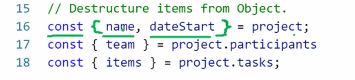 15 // Destructure items from Object.
16 const { name, dateStart } = project;
17 const { team } = project.participants
18 const { items } = project.tasks;